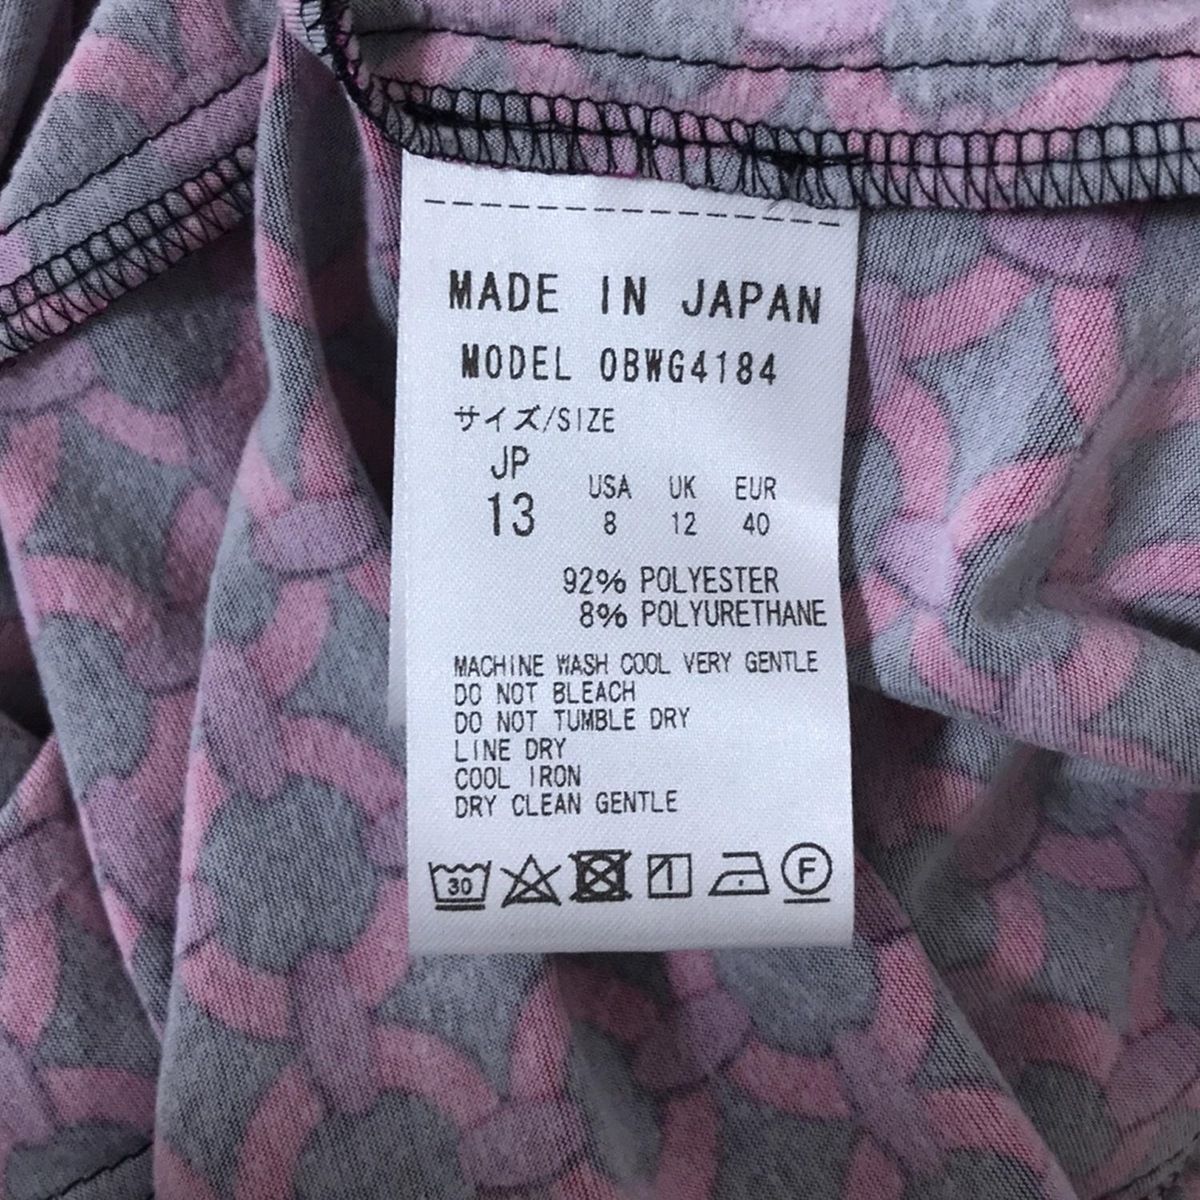 MADE IN JAPAN
MODEL OBWG4184
サイズ/SIZE
JP USA UK EUR
13 8 12 40
92% POLYESTER
8% POLYURETHANE
MACHINE WASH COOL VERY GENTLE
DO NOT BLEACH
DO NOT TUMBLE DRY
LINE DRY
COOL IRON
DRY CLEAN GENTLE
30 F